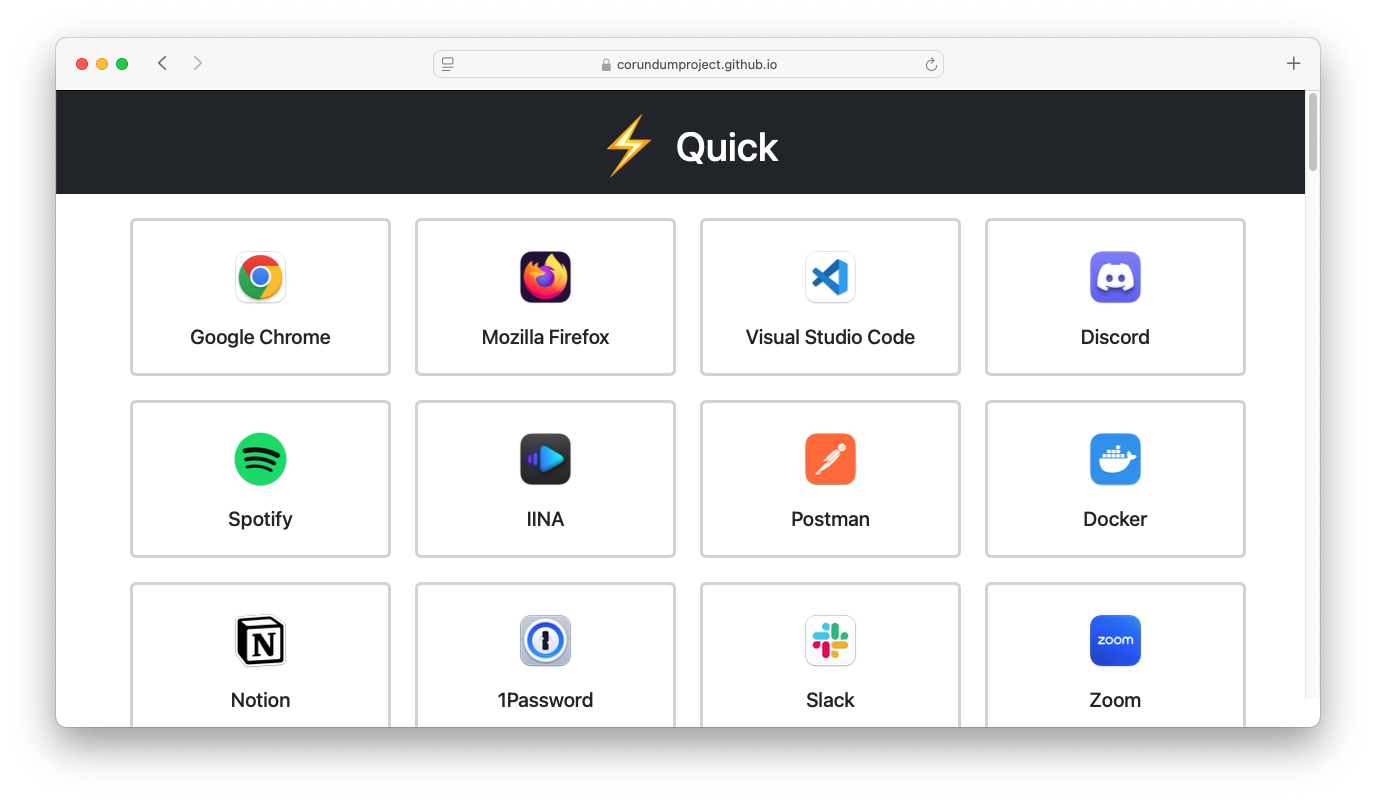 corundumproject.github.io
Quick
Google Chrome
Mozilla Firefox
Visual Studio Code
Discord
Spotify
IINA
Postman
Docker
N
zoom
Notion
1Password
Slack
Zoom